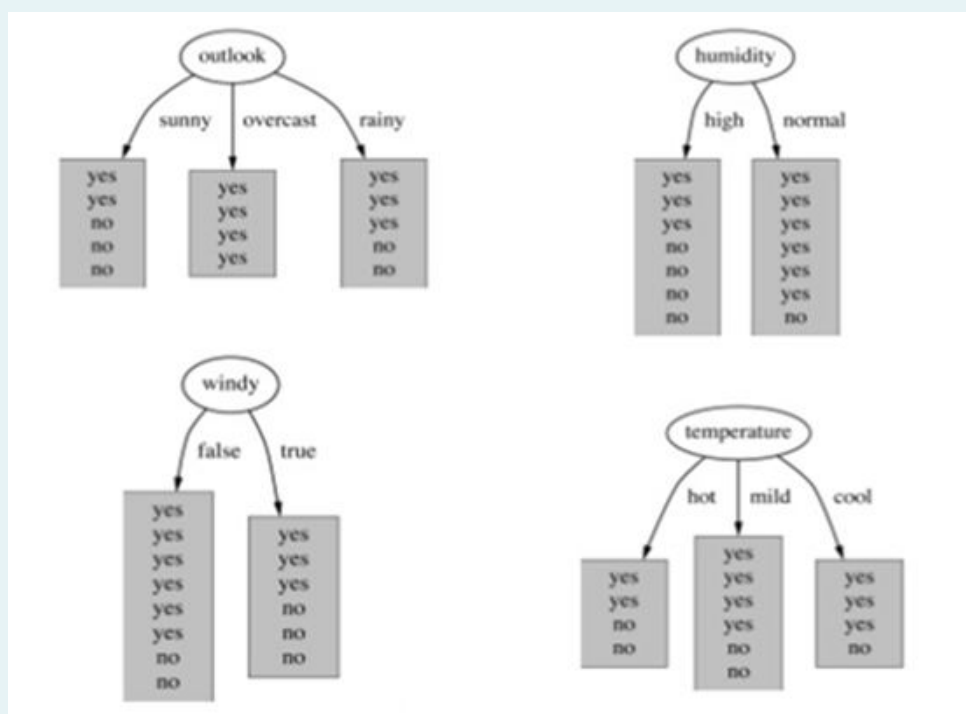 outlook
sunny overcast rainy
yes
yes
no
no
no
yes
yes
yes
yes
yes
yes
yes
no
no
humidity
high normal
yes
yes
yes
no
no
no
no
yes
yes
yes
yes
yes
yes
no
windy
false true
yes
yes
yes
yes
yes
yes
no
no
yes
yes
yes
no
no
no
temperature
hot mild cool
yes
yes
no
no
yes
yes
yes
yes
no
no
yes
yes
yes
no